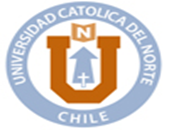 UNIVERSIDAD CATOLICA DEL NORTE
N
U
CHILE